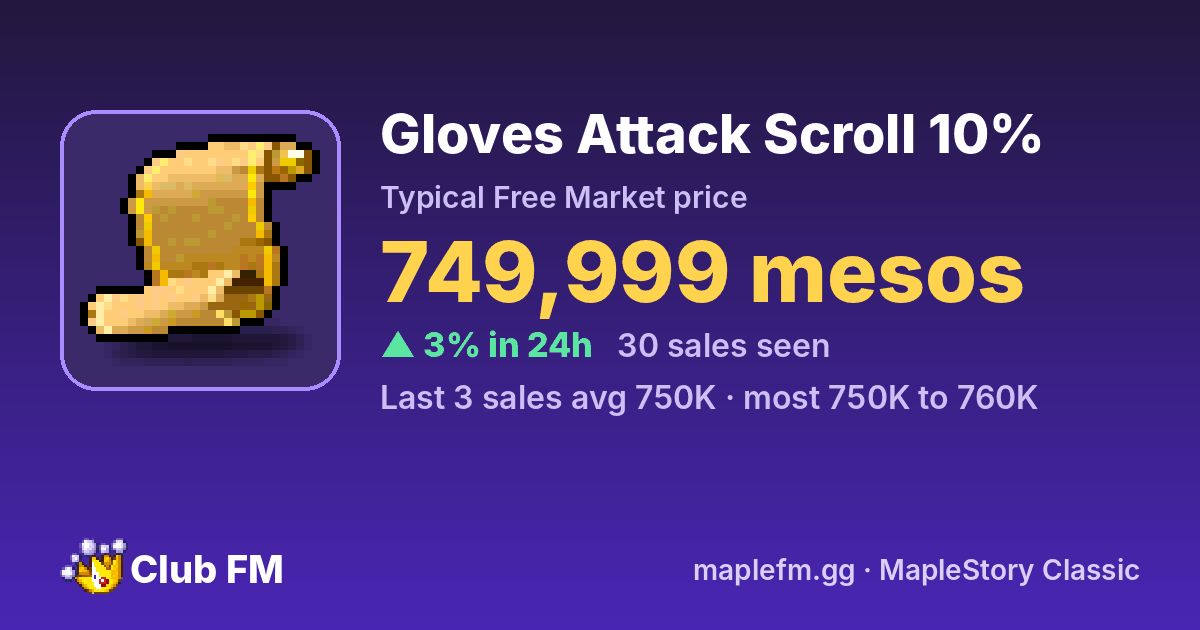 Gloves Attack Scroll 10%
Typical Free Market price
749,999 mesos
▲ 3% in 24h 30 sales seen
Last 3 sales avg 750K · most 750K to 760K
Club FM
maplefm.gg · MapleStory Classic